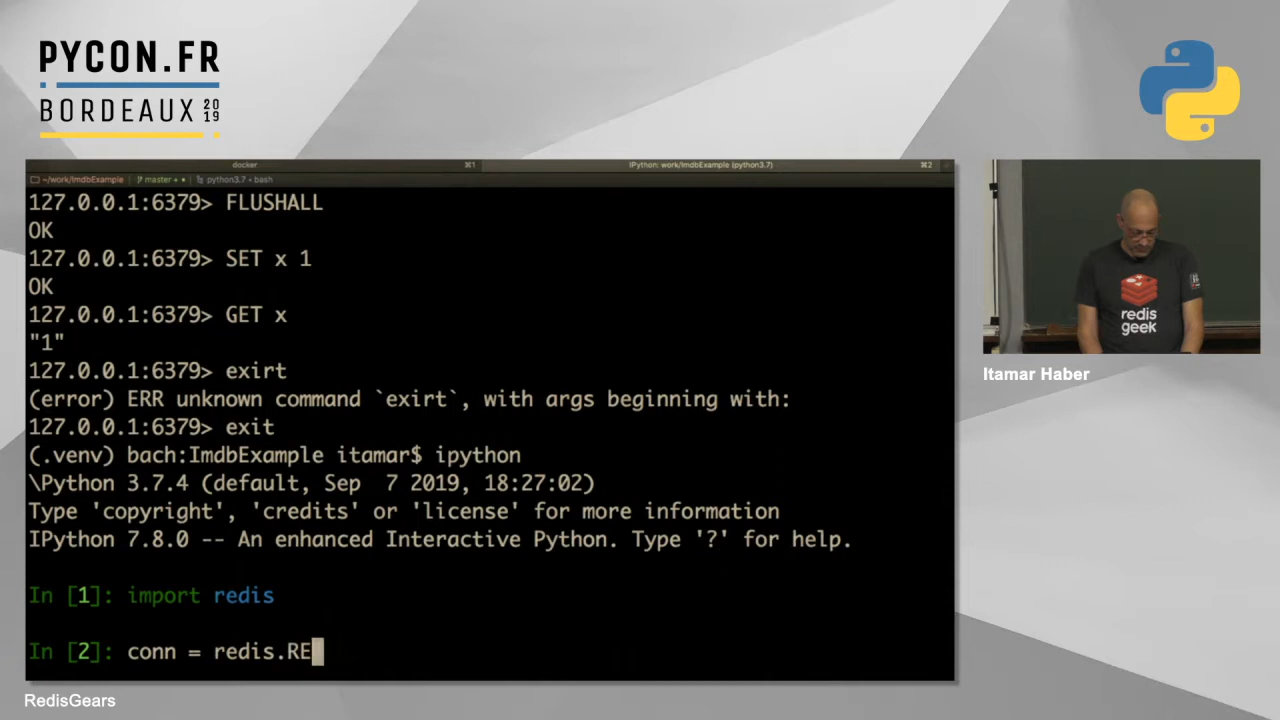 PYCON.FR
BORDEAUX 2019
docker ⌘1 IPython: work/ImdbExample (python3.7) ⌘2
~/work/ImdbExample master + • python3.7 • bash
127.0.0.1:6379> FLUSHALL
OK
127.0.0.1:6379> SET x 1
OK
127.0.0.1:6379> GET x
"1"
127.0.0.1:6379> exirt
(error) ERR unknown command `exirt`, with args beginning with:
127.0.0.1:6379> exit
(.venv) bach:ImdbExample itamar$ ipython
\Python 3.7.4 (default, Sep  7 2019, 18:27:02)
Type 'copyright', 'credits' or 'license' for more information
IPython 7.8.0 -- An enhanced Interactive Python. Type '?' for help.
In [1]: import redis
In [2]: conn = redis.RE
redis
geek
Itamar Haber
RedisGears